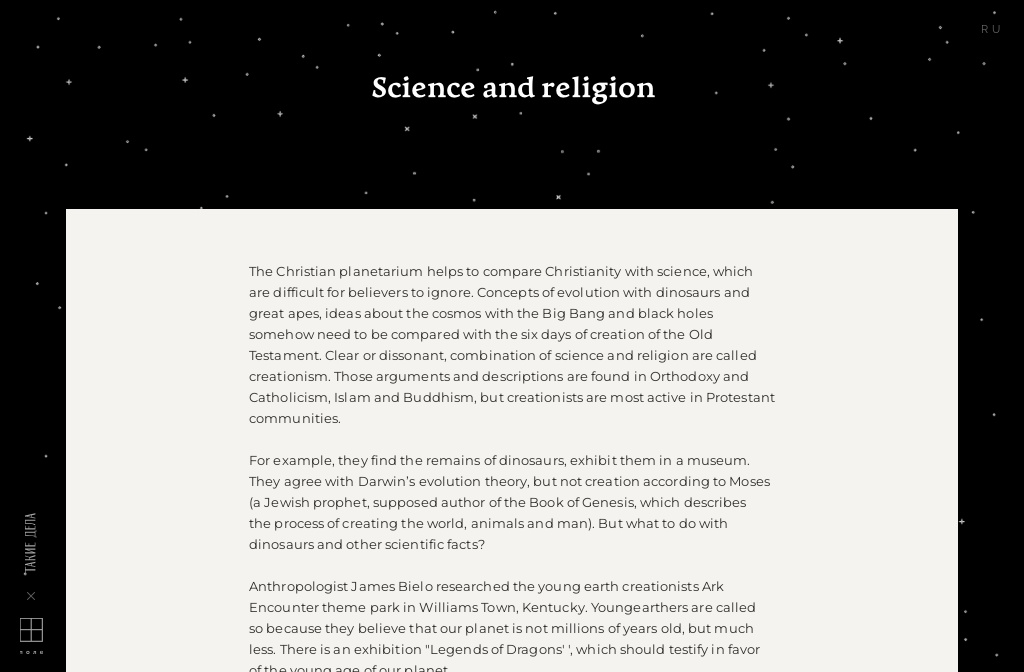 RU
Science and religion
The Christian planetarium helps to compare Christianity with science, which
are difficult for believers to ignore. Concepts of evolution with dinosaurs and
great apes, ideas about the cosmos with the Big Bang and black holes
somehow need to be compared with the six days of creation of the Old
Testament. Clear or dissonant, combination of science and religion are called
creationism. Those arguments and descriptions are found in Orthodoxy and
Catholicism, Islam and Buddhism, but creationists are most active in Protestant
communities.
For example, they find the remains of dinosaurs, exhibit them in a museum.
They agree with Darwin’s evolution theory, but not creation according to Moses
(a Jewish prophet, supposed author of the Book of Genesis, which describes
the process of creating the world, animals and man). But what to do with
dinosaurs and other scientific facts?
Anthropologist James Bielo researched the young earth creationists Ark
Encounter theme park in Williams Town, Kentucky. Youngearthers are called
so because they believe that our planet is not millions of years old, but much
less. There is an exhibition "Legends of Dragons' ', which should testify in favor
of the young age of our planet.
ТАКИЕ ДЕЛА
поле